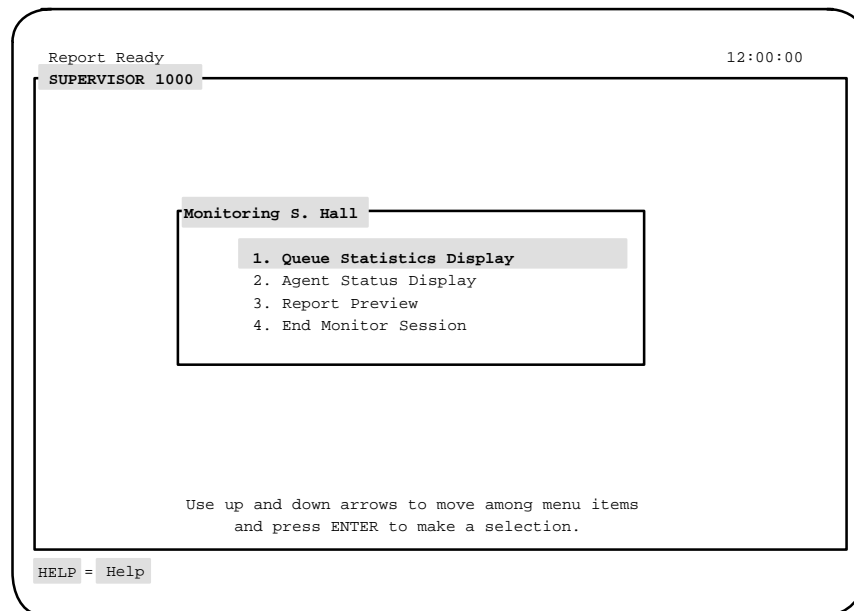 Report Ready 12:00:00
SUPERVISOR 1000
Monitoring S. Hall
1. Queue Statistics Display
2. Agent Status Display
3. Report Preview
4. End Monitor Session
Use up and down arrows to move among menu items
and press ENTER to make a selection.
HELP = Help